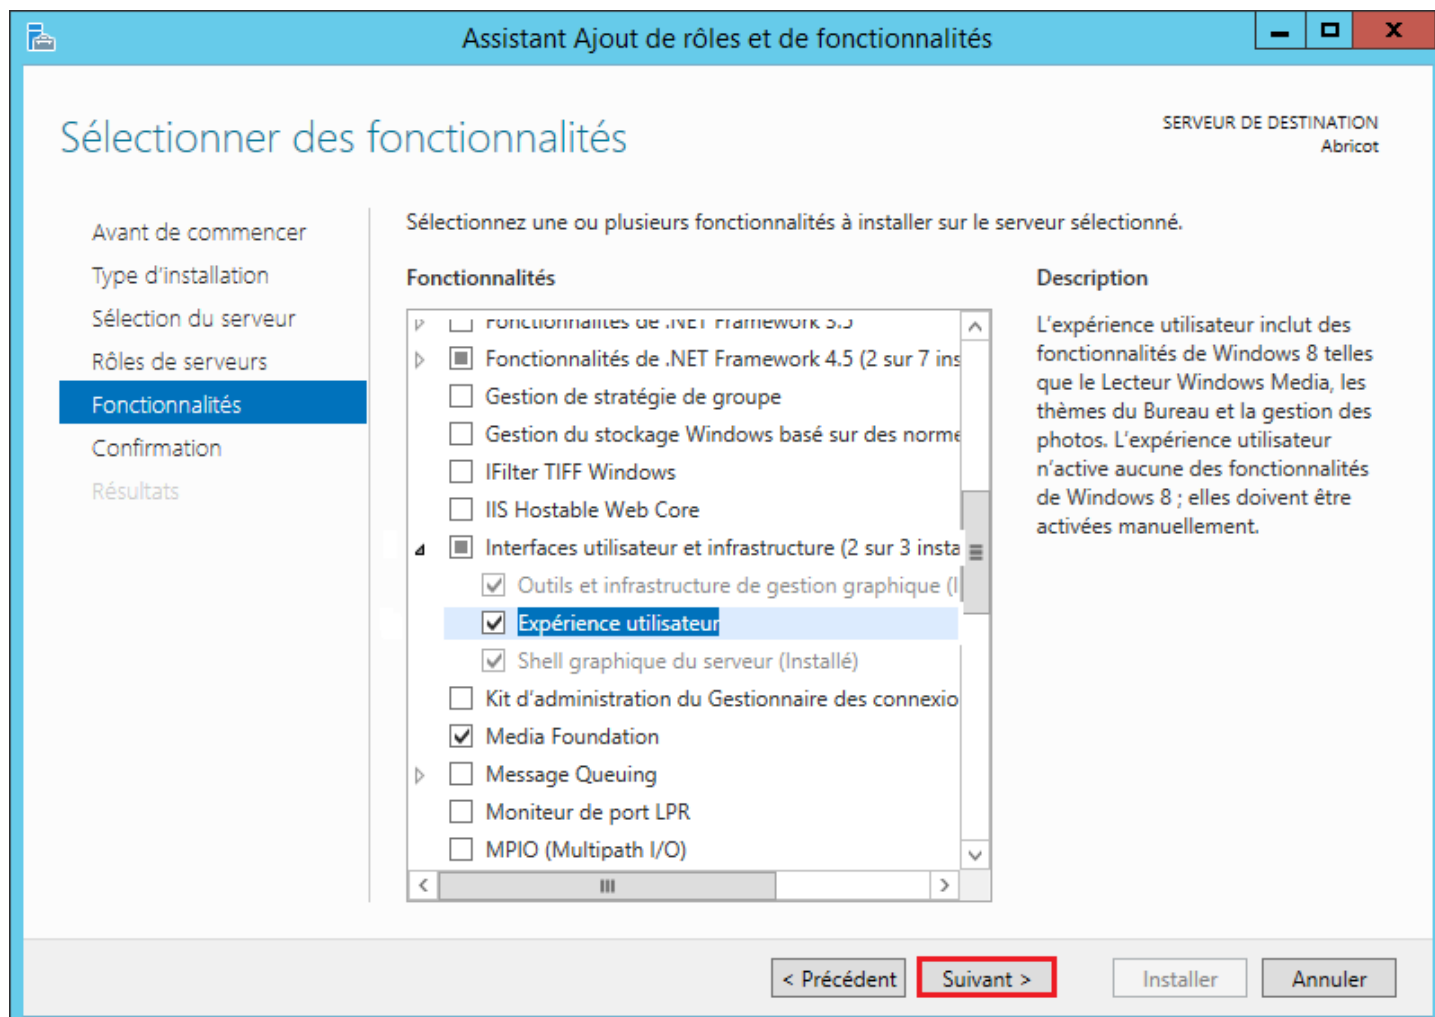 Assistant Ajout de rôles et de fonctionnalités
Sélectionner des fonctionnalités
SERVEUR DE DESTINATION
Abricot
Avant de commencer
Type d'installation
Sélection du serveur
Rôles de serveurs
Fonctionnalités
Confirmation
Résultats
Sélectionnez une ou plusieurs fonctionnalités à installer sur le serveur sélectionné.
Fonctionnalités
Fonctionnalités de .NET Framework 3.5
Fonctionnalités de .NET Framework 4.5 (2 sur 7 ins
Gestion de stratégie de groupe
Gestion du stockage Windows basé sur des norme
IFilter TIFF Windows
IIS Hostable Web Core
Interfaces utilisateur et infrastructure (2 sur 3 insta
Outils et infrastructure de gestion graphique (I
Expérience utilisateur
Shell graphique du serveur (Installé)
Kit d'administration du Gestionnaire des connexio
Media Foundation
Message Queuing
Moniteur de port LPR
MPIO (Multipath I/O)
Description
L'expérience utilisateur inclut des
fonctionnalités de Windows 8 telles
que le Lecteur Windows Media, les
thèmes du Bureau et la gestion des
photos. L'expérience utilisateur
n'active aucune des fonctionnalités
de Windows 8 ; elles doivent être
activées manuellement.
< Précédent
Suivant >
Installer
Annuler